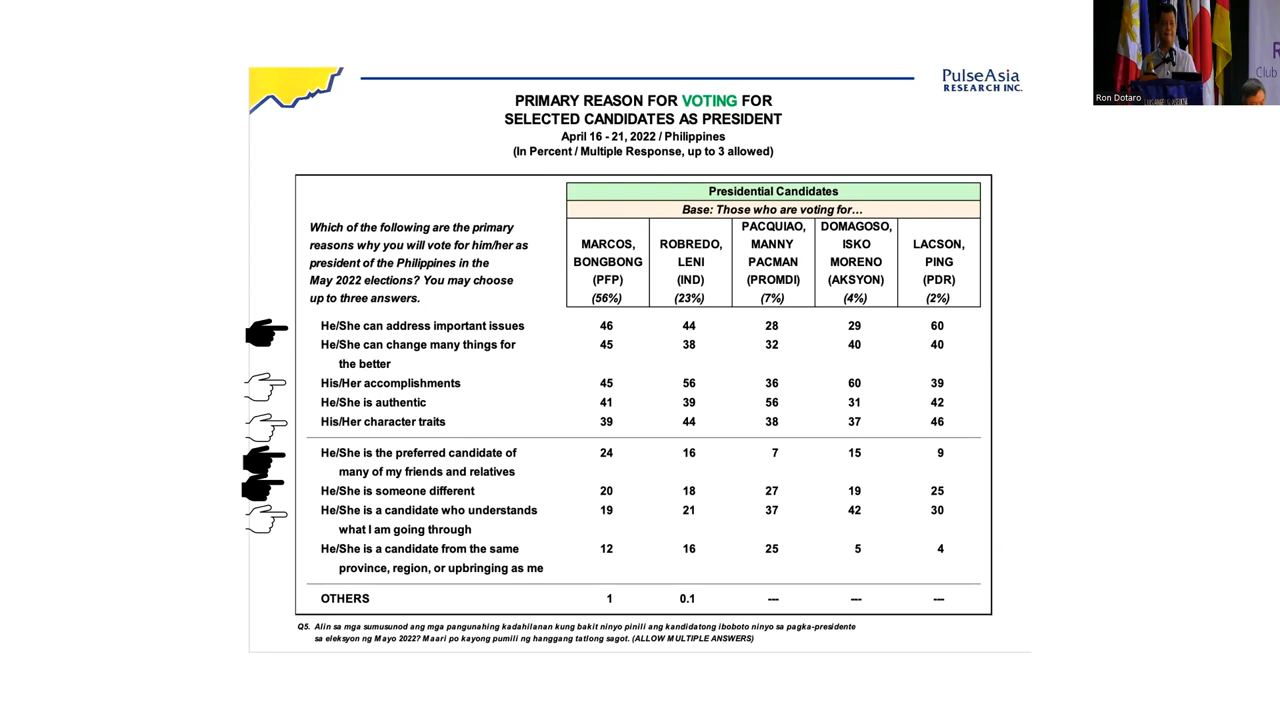 PulseAsia
RESEARCH INC.
R
Club
Ron Dotaro
PRIMARY REASON FOR VOTING FOR
SELECTED CANDIDATES AS PRESIDENT
April 16 - 21, 2022 / Philippines
(In Percent / Multiple Response, up to 3 allowed)
Presidential Candidates
Base: Those who are voting for…
Which of the following are the primary
reasons why you will vote for him/her as
president of the Philippines in the
May 2022 elections? You may choose
up to three answers.
MARCOS,
BONGBONG
(PFP)
(56%)
ROBREDO,
LENI
(IND)
(23%)
PACQUIAO,
MANNY
PACMAN
(PROMDI)
(7%)
DOMAGOSO,
ISKO
MORENO
(AKSYON)
(4%)
LACSON,
PING
(PDR)
(2%)
He/She can address important issues 46 44 28 29 60
He/She can change many things for 45 38 32 40 40
the better
His/Her accomplishments 45 56 36 60 39
He/She is authentic 41 39 56 31 42
His/Her character traits 39 44 38 37 46
He/She is the preferred candidate of 24 16 7 15 9
many of my friends and relatives
He/She is someone different 20 18 27 19 25
He/She is a candidate who understands 19 21 37 42 30
what I am going through
He/She is a candidate from the same 12 16 25 5 4
province, region, or upbringing as me
OTHERS 1 0.1 --- --- ---
Q5. Alin sa mga sumusunod ang mga pangunahing kadahilanan kung bakit ninyo pinili ang kandidatong iboboto ninyo sa pagka-presidente
sa eleksyon ng Mayo 2022? Maari po kayong pumili ng hanggang tatlong sagot. (ALLOW MULTIPLE ANSWERS)